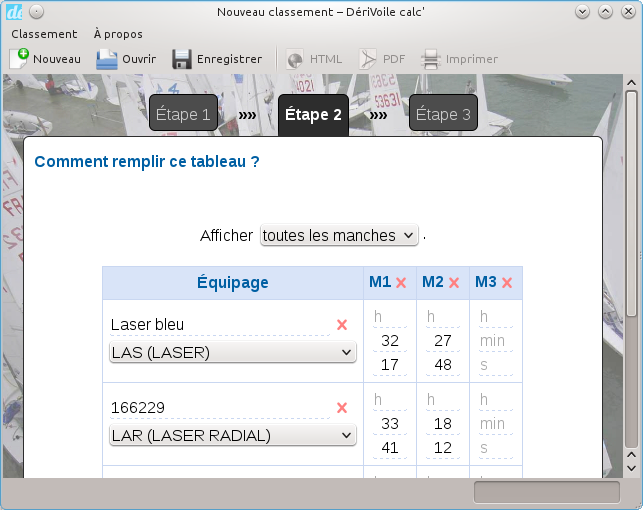 Nouveau classement – DériVoile calc'
Classement À propos
Nouveau Ouvrir Enregistrer HTML PDF Imprimer
Étape 1 »» Étape 2 »» Étape 3
Comment remplir ce tableau ?
Afficher toutes les manches .
Équipage M1 M2 M3
h h h
Laser bleu 32 27 min
LAS (LASER) 17 48 s
h h h
166229 33 18 min
LAR (LASER RADIAL) 41 12 s
h h h